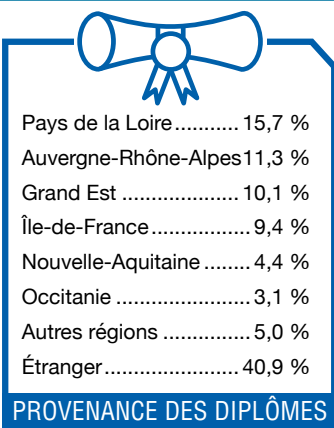 Pays de la Loire........... 15,7 %
Auvergne-Rhône-Alpes11,3 %
Grand Est .................... 10,1 %
Île-de-France............... 9,4 %
Nouvelle-Aquitaine ........ 4,4 %
Occitanie ..................... 3,1 %
Autres régions ............... 5,0 %
Étranger....................... 40,9 %
PROVENANCE DES DIPLÔMES